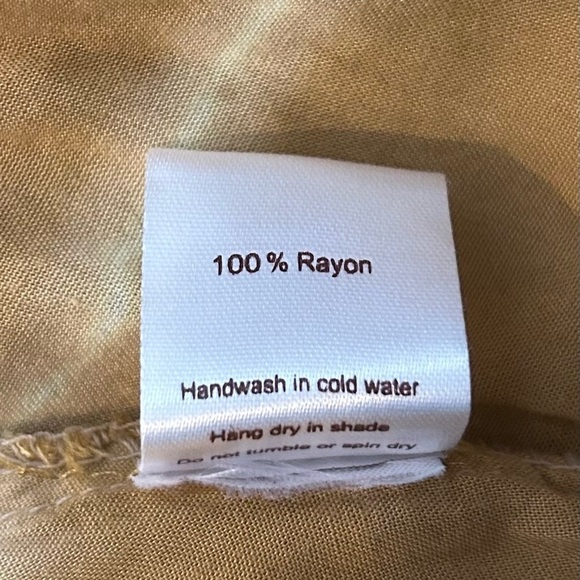 100 % Rayon
Handwash in cold water
Hang dry in shade
Do not tumble or spin dry